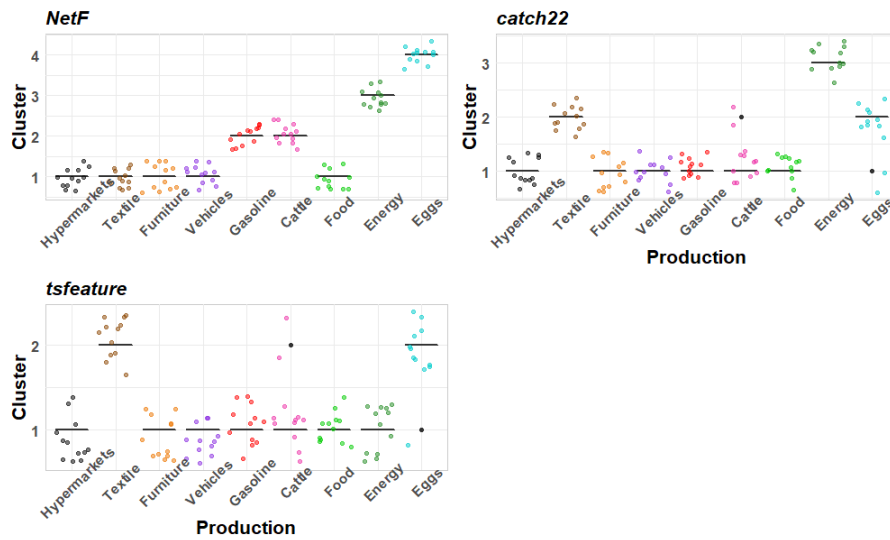 NetF
Cluster
4
3
2
1
Hypermarkets
Textile
Furniture
Vehicles
Gasoline
Cattle
Food
Energy
Eggs
catch22
Cluster
3
2
1
Hypermarkets
Textile
Furniture
Vehicles
Gasoline
Cattle
Food
Energy
Eggs
Production
tsfeature
Cluster
2
1
Hypermarkets
Textile
Furniture
Vehicles
Gasoline
Cattle
Food
Energy
Eggs
Production